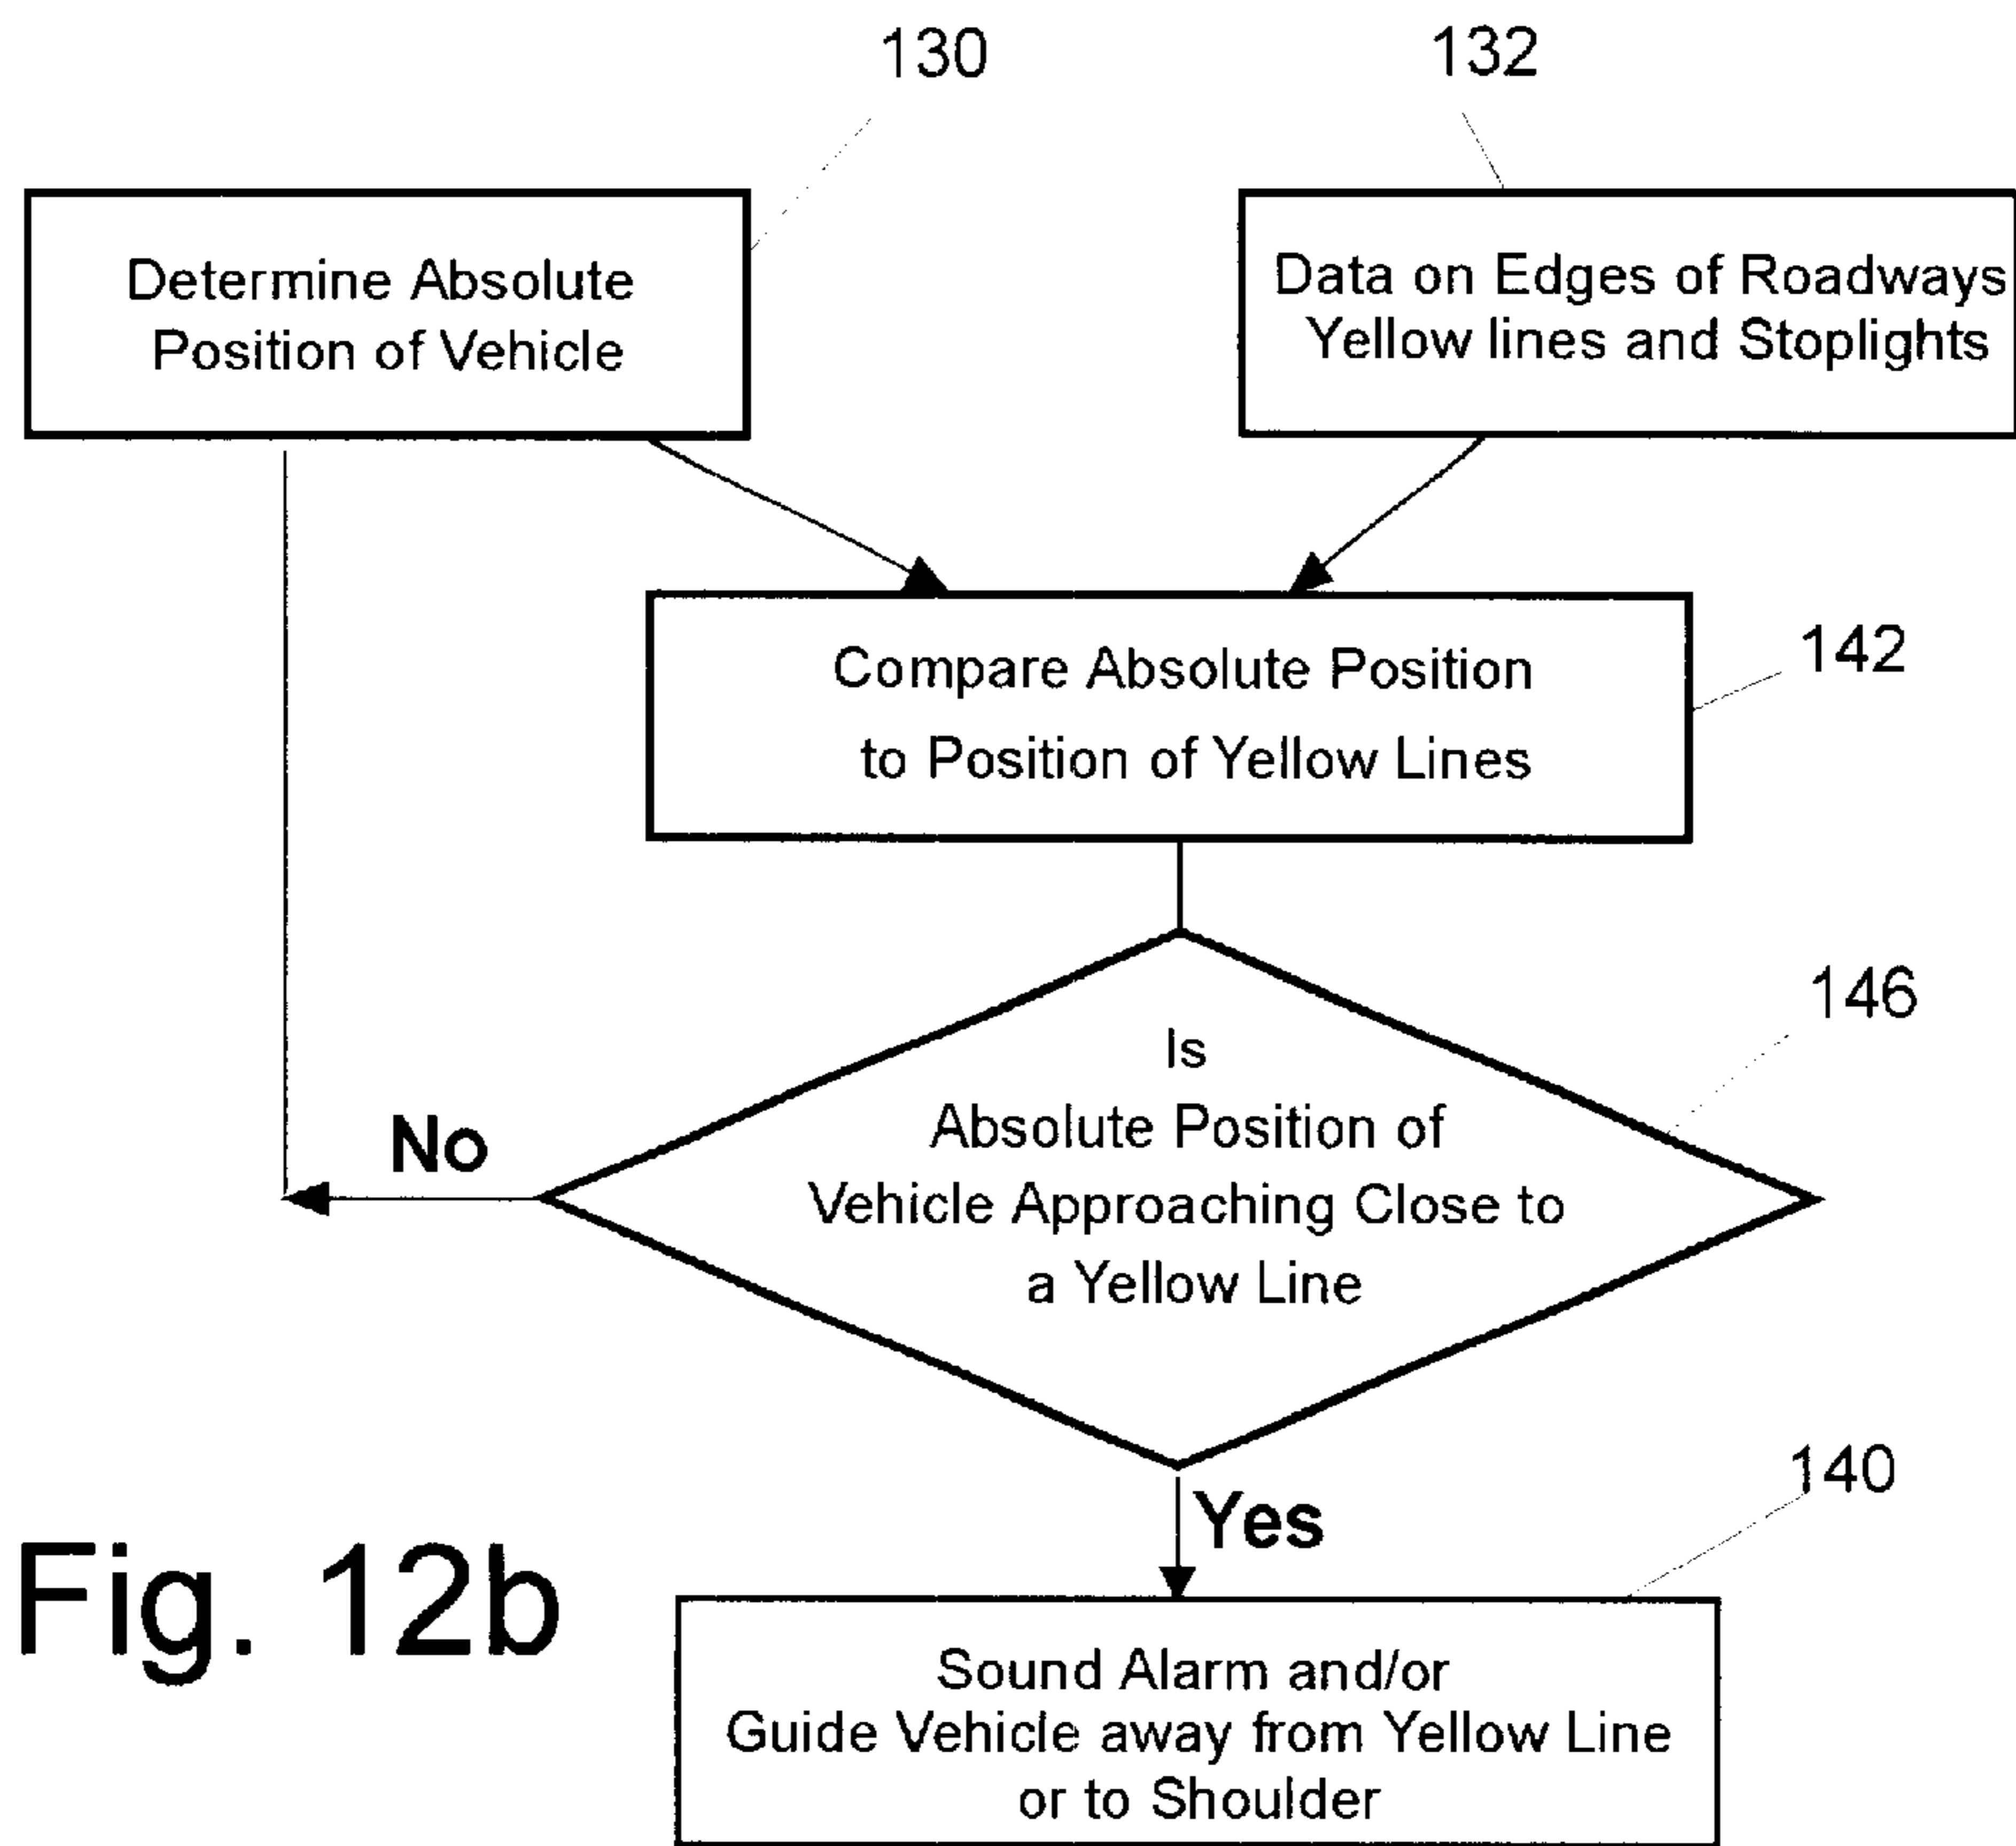 130
132
Determine Absolute
Position of Vehicle
Data on Edges of Roadways
Yellow lines and Stoplights
Compare Absolute Position
to Position of Yellow Lines
142
Is
Absolute Position of
Vehicle Approaching Close to
a Yellow Line
146
No
Yes
140
Sound Alarm and/or
Guide Vehicle away from Yellow Line
or to Shoulder
Fig. 12b